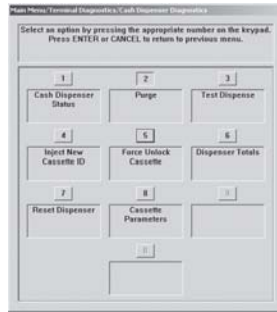 Main Menu/Terminal Diagnostics/Cash Dispenser Diagnostics
Select an option by pressing the appropriate number on the keypad.
Press ENTER or CANCEL to return to previous menu.
1
2
3
Cash Dispenser
Status
Purge
Test Dispense
4
5
6
Inject New
Cassette ID
Force Unlock
Cassette
Dispenser Totals
7
8
9
Reset Dispenser
Cassette
Parameters
0